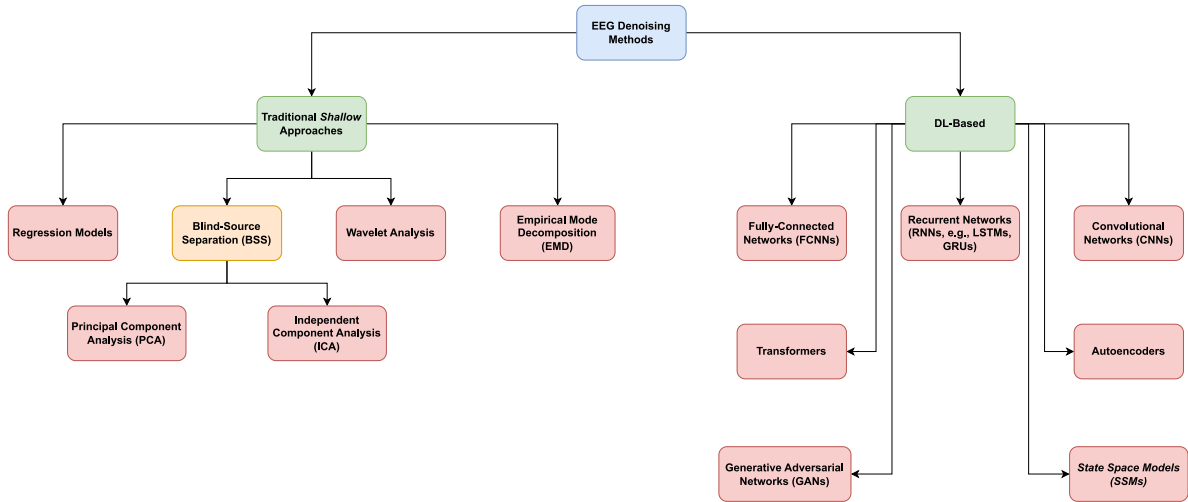 EEG Denoising
Methods
Traditional Shallow
Approaches
DL-Based
Regression Models
Blind-Source
Separation (BSS)
Wavelet Analysis
Empirical Mode
Decomposition
(EMD)
Fully-Connected
Networks (FCNNs)
Recurrent Networks
(RNNs, e.g., LSTMs,
GRUs)
Convolutional
Networks (CNNs)
Principal Component
Analysis (PCA)
Independent
Component Analysis
(ICA)
Transformers
Autoencoders
Generative Adversarial
Networks (GANs)
State Space Models
(SSMs)